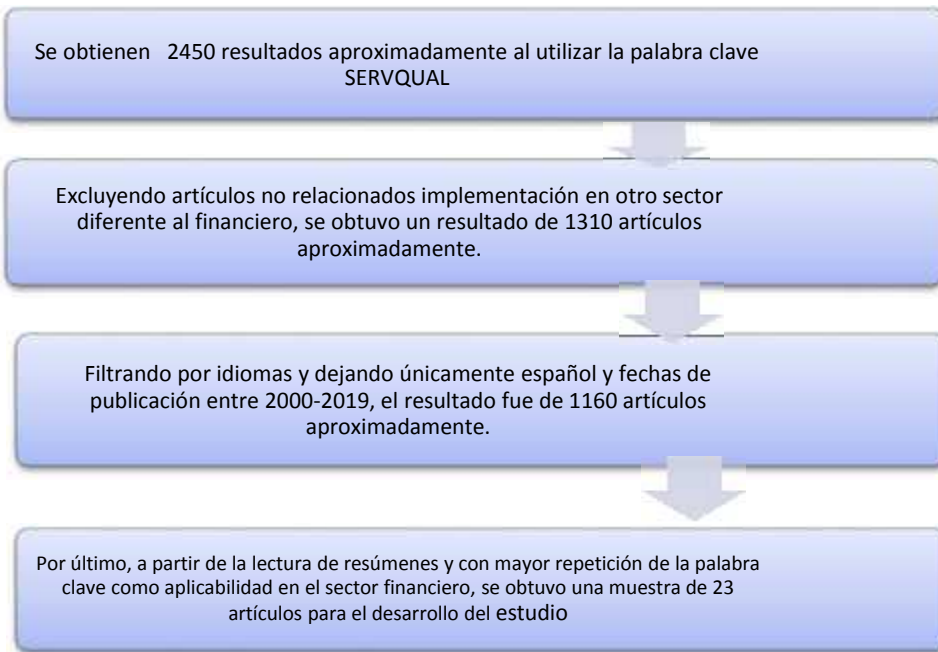 Se obtienen 2450 resultados aproximadamente al utilizar la palabra clave
SERVQUAL
Excluyendo artículos no relacionados implementación en otro sector
diferente al financiero, se obtuvo un resultado de 1310 artículos
aproximadamente.
Filtrando por idiomas y dejando únicamente español y fechas de
publicación entre 2000-2019, el resultado fue de 1160 artículos
aproximadamente.
Por último, a partir de la lectura de resúmenes y con mayor repetición de la palabra
clave como aplicabilidad en el sector financiero, se obtuvo una muestra de 23
artículos para el desarrollo del estudio